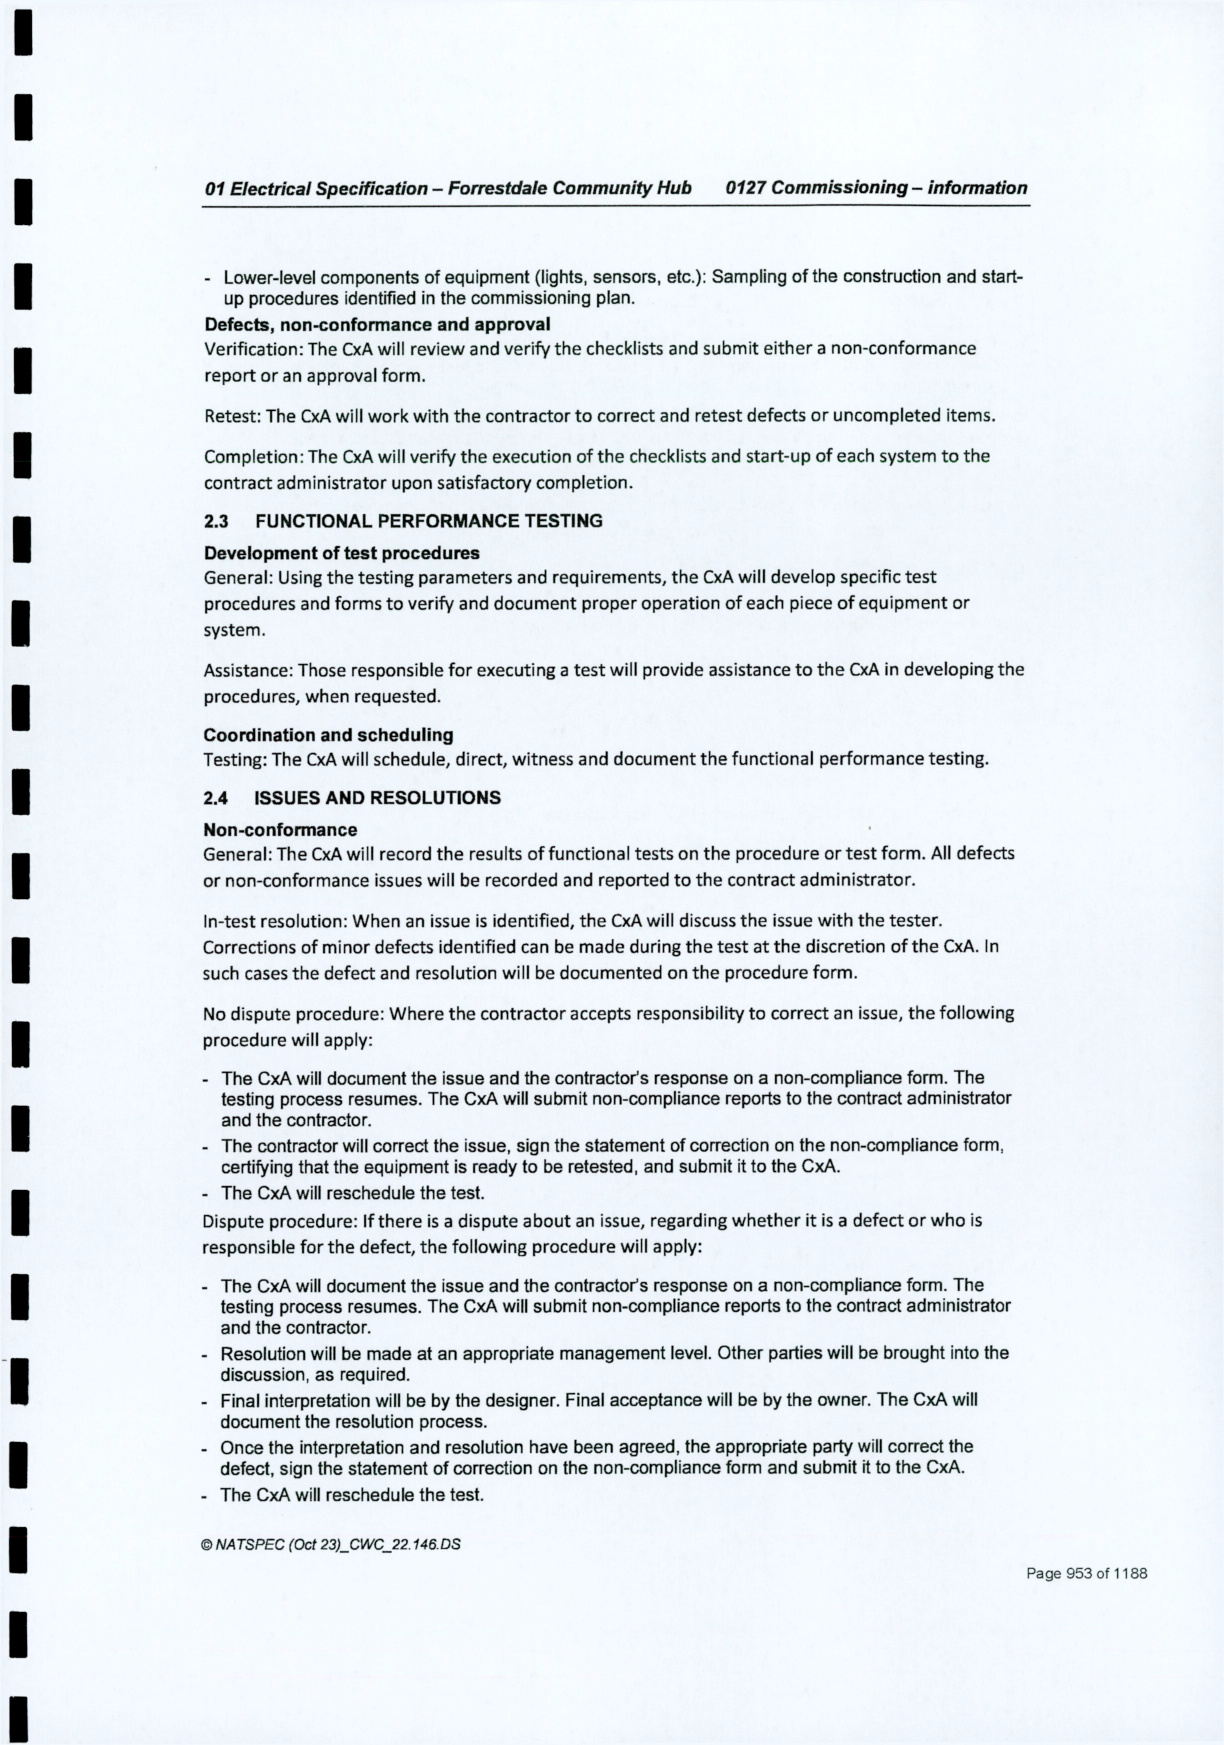 01 Electrical Specification – Forrestdale Community Hub 0127 Commissioning – information
- Lower-level components of equipment (lights, sensors, etc.): Sampling of the construction and start-
up procedures identified in the commissioning plan.
Defects, non-conformance and approval
Verification: The CxA will review and verify the checklists and submit either a non-conformance
report or an approval form.
Retest: The CxA will work with the contractor to correct and retest defects or uncompleted items.
Completion: The CxA will verify the execution of the checklists and start-up of each system to the
contract administrator upon satisfactory completion.
2.3 FUNCTIONAL PERFORMANCE TESTING
Development of test procedures
General: Using the testing parameters and requirements, the CxA will develop specific test
procedures and forms to verify and document proper operation of each piece of equipment or
system.
Assistance: Those responsible for executing a test will provide assistance to the CxA in developing the
procedures, when requested.
Coordination and scheduling
Testing: The CxA will schedule, direct, witness and document the functional performance testing.
2.4 ISSUES AND RESOLUTIONS
Non-conformance
General: The CxA will record the results of functional tests on the procedure or test form. All defects
or non-conformance issues will be recorded and reported to the contract administrator.
In-test resolution: When an issue is identified, the CxA will discuss the issue with the tester.
Corrections of minor defects identified can be made during the test at the discretion of the CxA. In
such cases the defect and resolution will be documented on the procedure form.
No dispute procedure: Where the contractor accepts responsibility to correct an issue, the following
procedure will apply:
- The CxA will document the issue and the contractor's response on a non-compliance form. The
testing process resumes. The CxA will submit non-compliance reports to the contract administrator
and the contractor.
- The contractor will correct the issue, sign the statement of correction on the non-compliance form,
certifying that the equipment is ready to be retested, and submit it to the CxA.
- The CxA will reschedule the test.
Dispute procedure: If there is a dispute about an issue, regarding whether it is a defect or who is
responsible for the defect, the following procedure will apply:
- The CxA will document the issue and the contractor's response on a non-compliance form. The
testing process resumes. The CxA will submit non-compliance reports to the contract administrator
and the contractor.
- Resolution will be made at an appropriate management level. Other parties will be brought into the
discussion, as required.
- Final interpretation will be by the designer. Final acceptance will be by the owner. The CxA will
document the resolution process.
- Once the interpretation and resolution have been agreed, the appropriate party will correct the
defect, sign the statement of correction on the non-compliance form and submit it to the CxA.
- The CxA will reschedule the test.
© NATSPEC (Oct 23)_CWC_22.146.DS
Page 953 of 1188